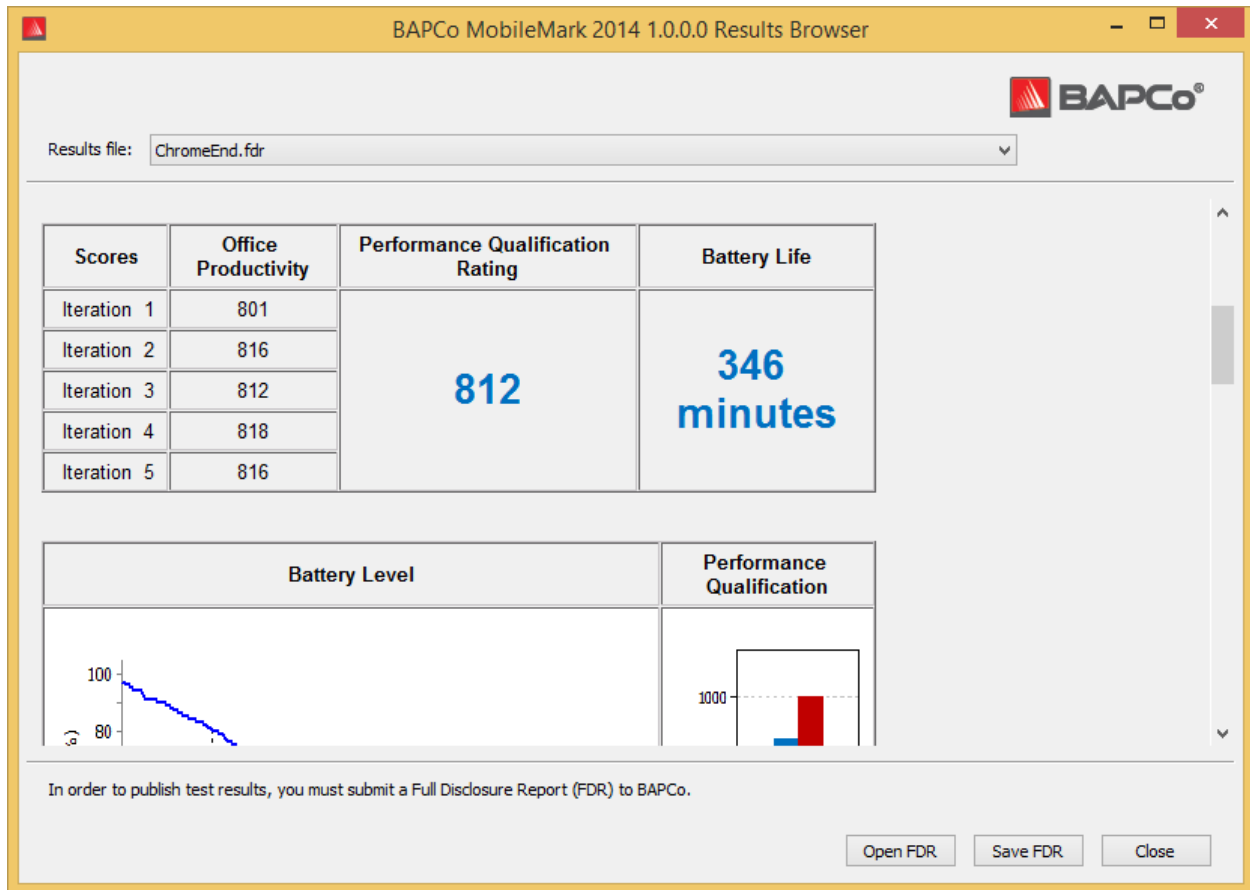 BAPCo MobileMark 2014 1.0.0.0 Results Browser
BAPCo®
Results file: ChromeEnd.fdr
Scores Office Productivity Performance Qualification Rating Battery Life
Iteration 1 801
Iteration 2 816
Iteration 3 812
Iteration 4 818
Iteration 5 816
812
346
minutes
Battery Level
Performance
Qualification
100
80
1000
In order to publish test results, you must submit a Full Disclosure Report (FDR) to BAPCo.
Open FDR Save FDR Close